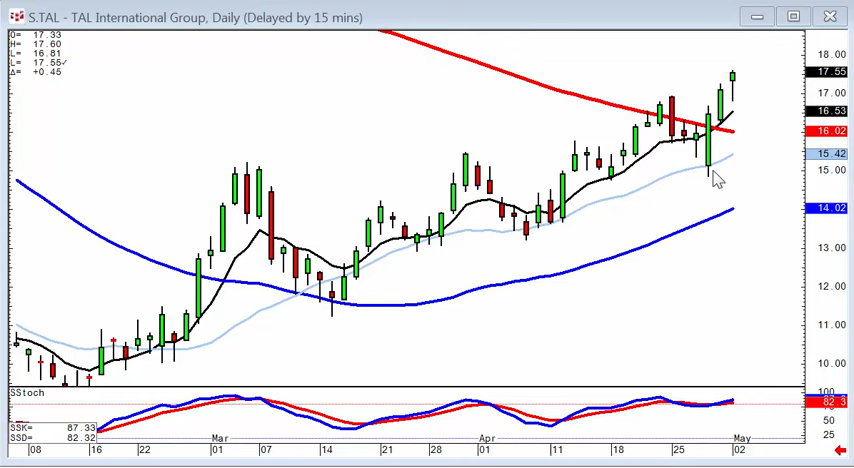 S.TAL - TAL International Group, Daily (Delayed by 15 mins)
O= 17.33
H= 17.60
L= 16.81
L= 17.55✓
Δ= +0.45
18.00
17.55
17.00
16.53
16.02
15.42
15.00
14.02
13.00
12.00
11.00
10.00
SStoch
100
82.3
50
25
SSK= 87.33
SSD= 82.32
Mar Apr May
08 16 22 01 07 14 21 28 01 04 11 18 25 02